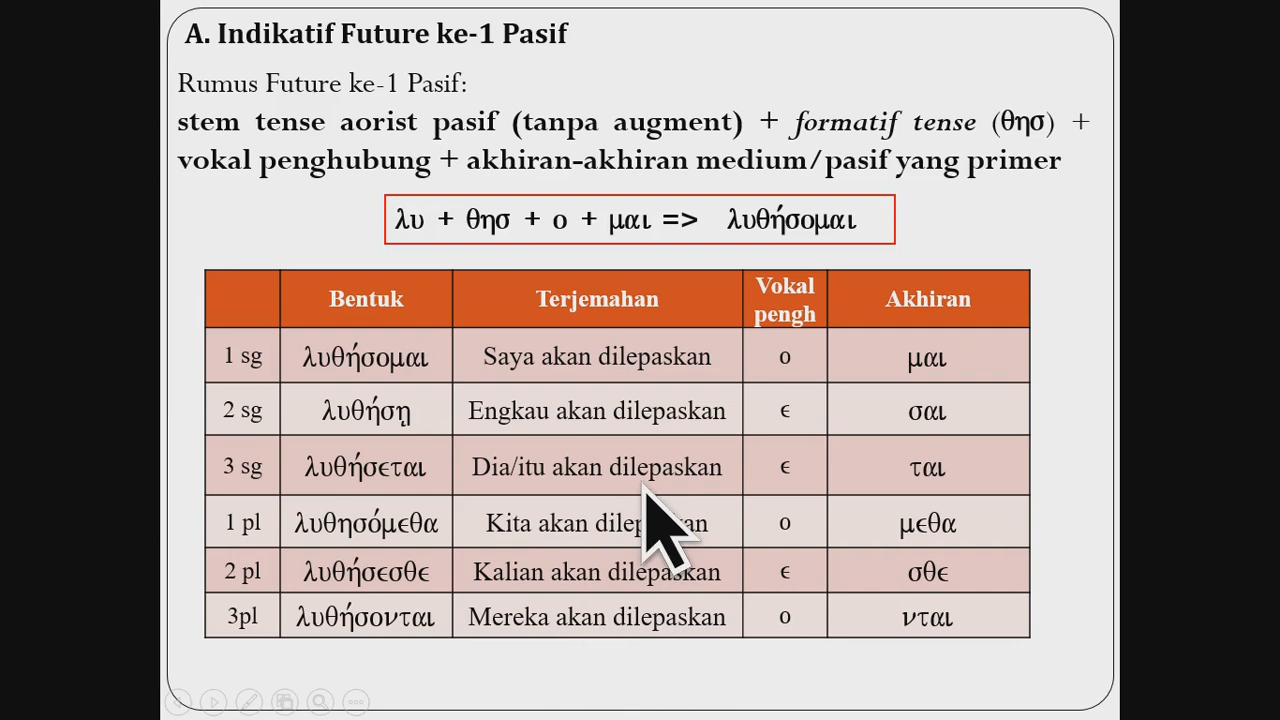 A. Indikatif Future ke-1 Pasif
Rumus Future ke-1 Pasif:
stem tense aorist pasif (tanpa augment) + formatif tense (θησ) +
vokal penghubung + akhiran-akhiran medium/pasif yang primer
λυ + θησ + ο + μαι => λυθήσομαι
Bentuk Terjemahan Vokal pengh Akhiran
1 sg λυθήσομαι Saya akan dilepaskan ο μαι
2 sg λυθήσῃ Engkau akan dilepaskan ε σαι
3 sg λυθήσεται Dia/itu akan dilepaskan ε ται
1 pl λυθησόμεθα Kita akan ο μεθα
2 pl λυθήσεσθε Kalian akan dilepaskan ε σθε
3pl λυθήσονται Mereka akan dilepaskan ο νται